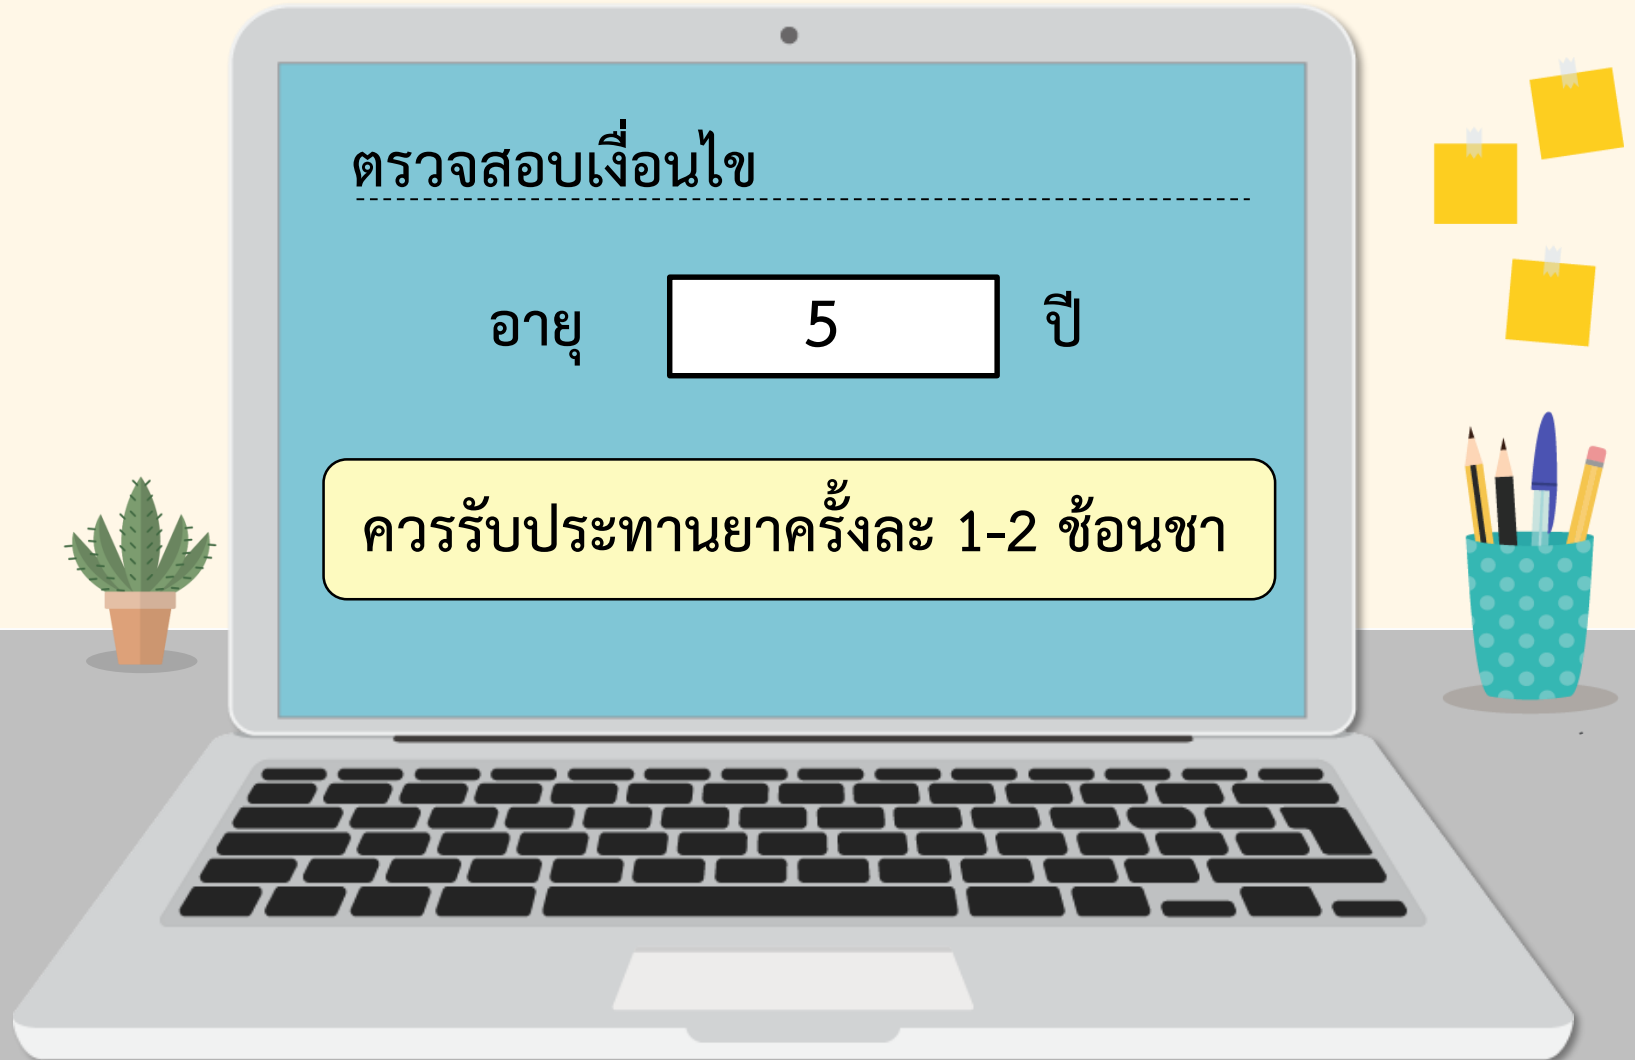 ตรวจสอบเงื่อนไข
อายุ 5 ปี
ควรรับประทานยาครั้งละ 1-2 ช้อนชา